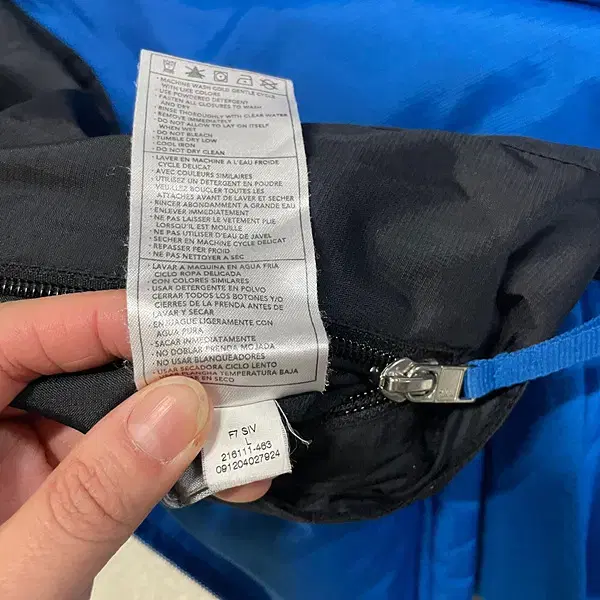 · MACHINE WASH COLD GENTLE CYCLE
WITH LIKE COLORS
· USE POWDERED DETERGENT
· FASTEN ALL CLOSURES TO WASH
AND DRY
· RINSE THOROUGHLY WITH CLEAR WATER
· REMOVE IMMEDIATELY
· DO NOT ALLOW TO LAY ON ITSELF
WHEN WET
· DO NOT BLEACH
· TUMBLE DRY LOW
· COOL IRON
· DO NOT DRY CLEAN
· LAVER EN MACHINE A L'EAU FROIDE
CYCLE DELICAT
· AVEC COULEURS SIMILAIRES
· UTILISEZ UN DETERGENT EN POUDRE
· VEUILLEZ BOUCLER TOUTES LES
ATTACHES AVANT DE LAVER ET SECHER
· RINCER ABONDAMMENT A GRANDE EAU
· ENLEVER IMMÉDIATEMENT
· NE PAS LAISSER LE VETEMENT PLIE
LORSQU'IL EST MOUILLE
· NE PAS UTILISER D'EAU DE JAVEL
· SECHER EN MACHINE CYCLE DELICAT
· REPASSER FER FROID
· NE PAS NETTOYER A SEC
· LAVAR A MAQUINA EN AGUA FRIA
CICLO ROPA DELICADA
· CON COLORES SIMILARES
· USAR DETERGENTE EN POLVO
· CERRAR TODOS LOS BOTONES Y/O
CIERRES DE LA PRENDA ANTES DE
LAVAR Y SECAR
· ENJUAGUE LIGERAMENTE CON
AGUA PURA
· SACAR IMMEDIATAMENTE
· NO DOBLAR PRENDA MOJADA
· NO USAR BLANQUEADORES
· USAR SECADORA CICLO LENTO
PLANCHA TEMPERATURA BAJA
EN SECO
F7 SIV
L
216111-463
091204027924